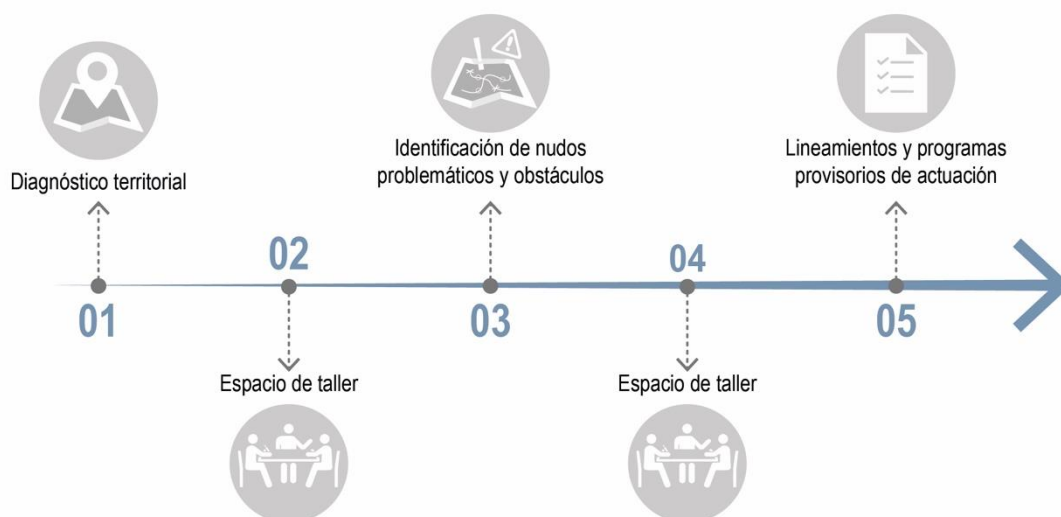 Diagnóstico territorial
01
02
Espacio de taller
Identificación de nudos
problemáticos y obstáculos
03
04
Espacio de taller
Lineamientos y programas
provisorios de actuación
05